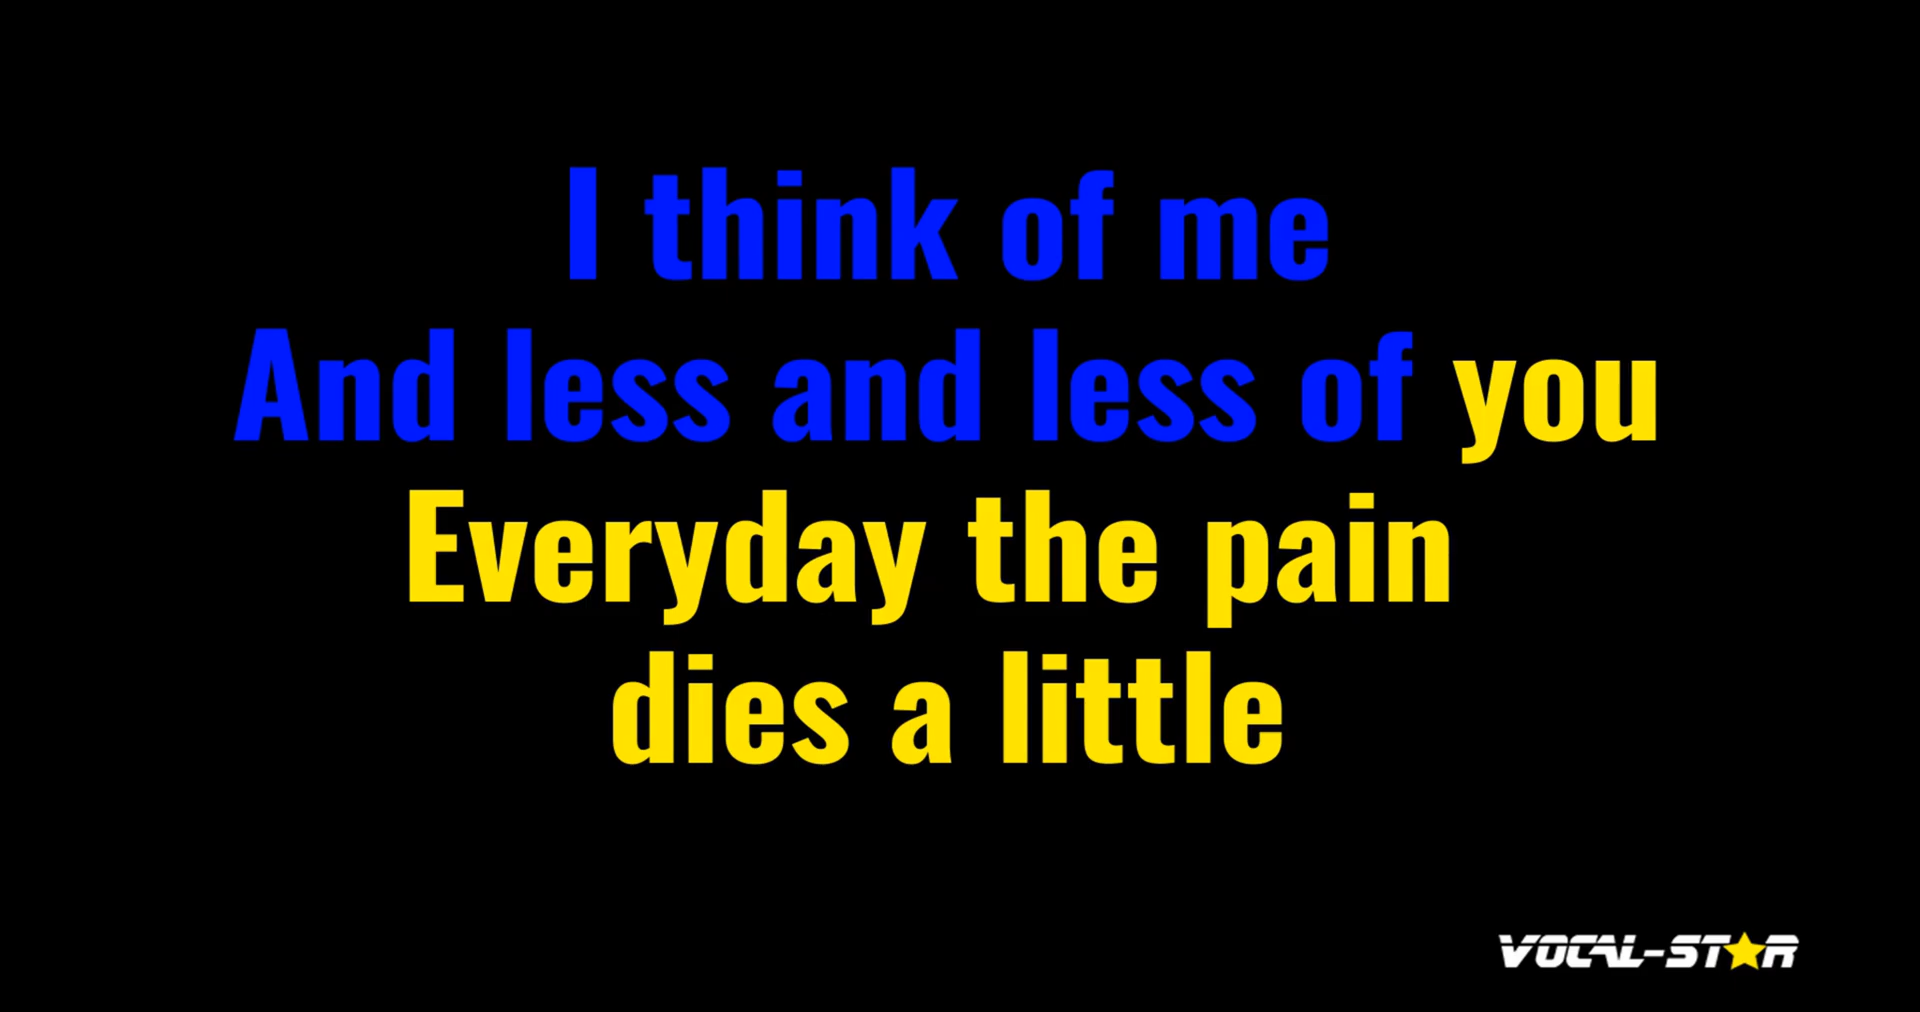 I think of me
And less and less of you
Everyday the pain
dies a little
VOCAL-STAR